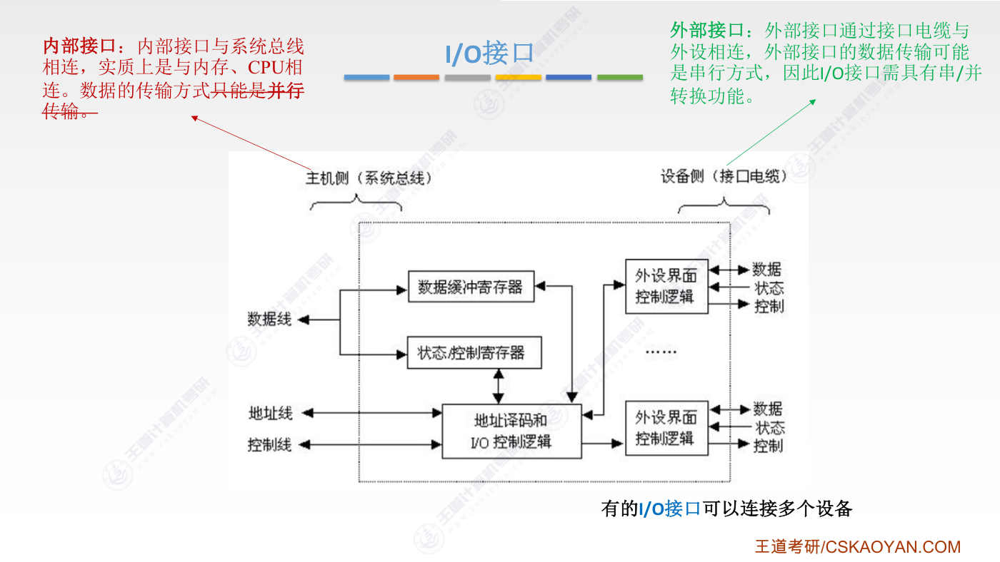 I/O接口
内部接口：内部接口与系统总线
相连，实质上是与内存、CPU相
连。数据的传输方式只能是并行
传输。
外部接口：外部接口通过接口电缆与
外设相连，外部接口的数据传输可能
是串行方式，因此I/O接口需具有串/并
转换功能。
主机侧（系统总线）
设备侧（接口电缆）
数据缓冲寄存器
外设界面
控制逻辑
数据
状态
控制
数据线
状态/控制寄存器
……
地址线
控制线
地址译码和
I/O 控制逻辑
外设界面
控制逻辑
数据
状态
控制
有的I/O接口可以连接多个设备
王道考研/CSKAOYAN.COM